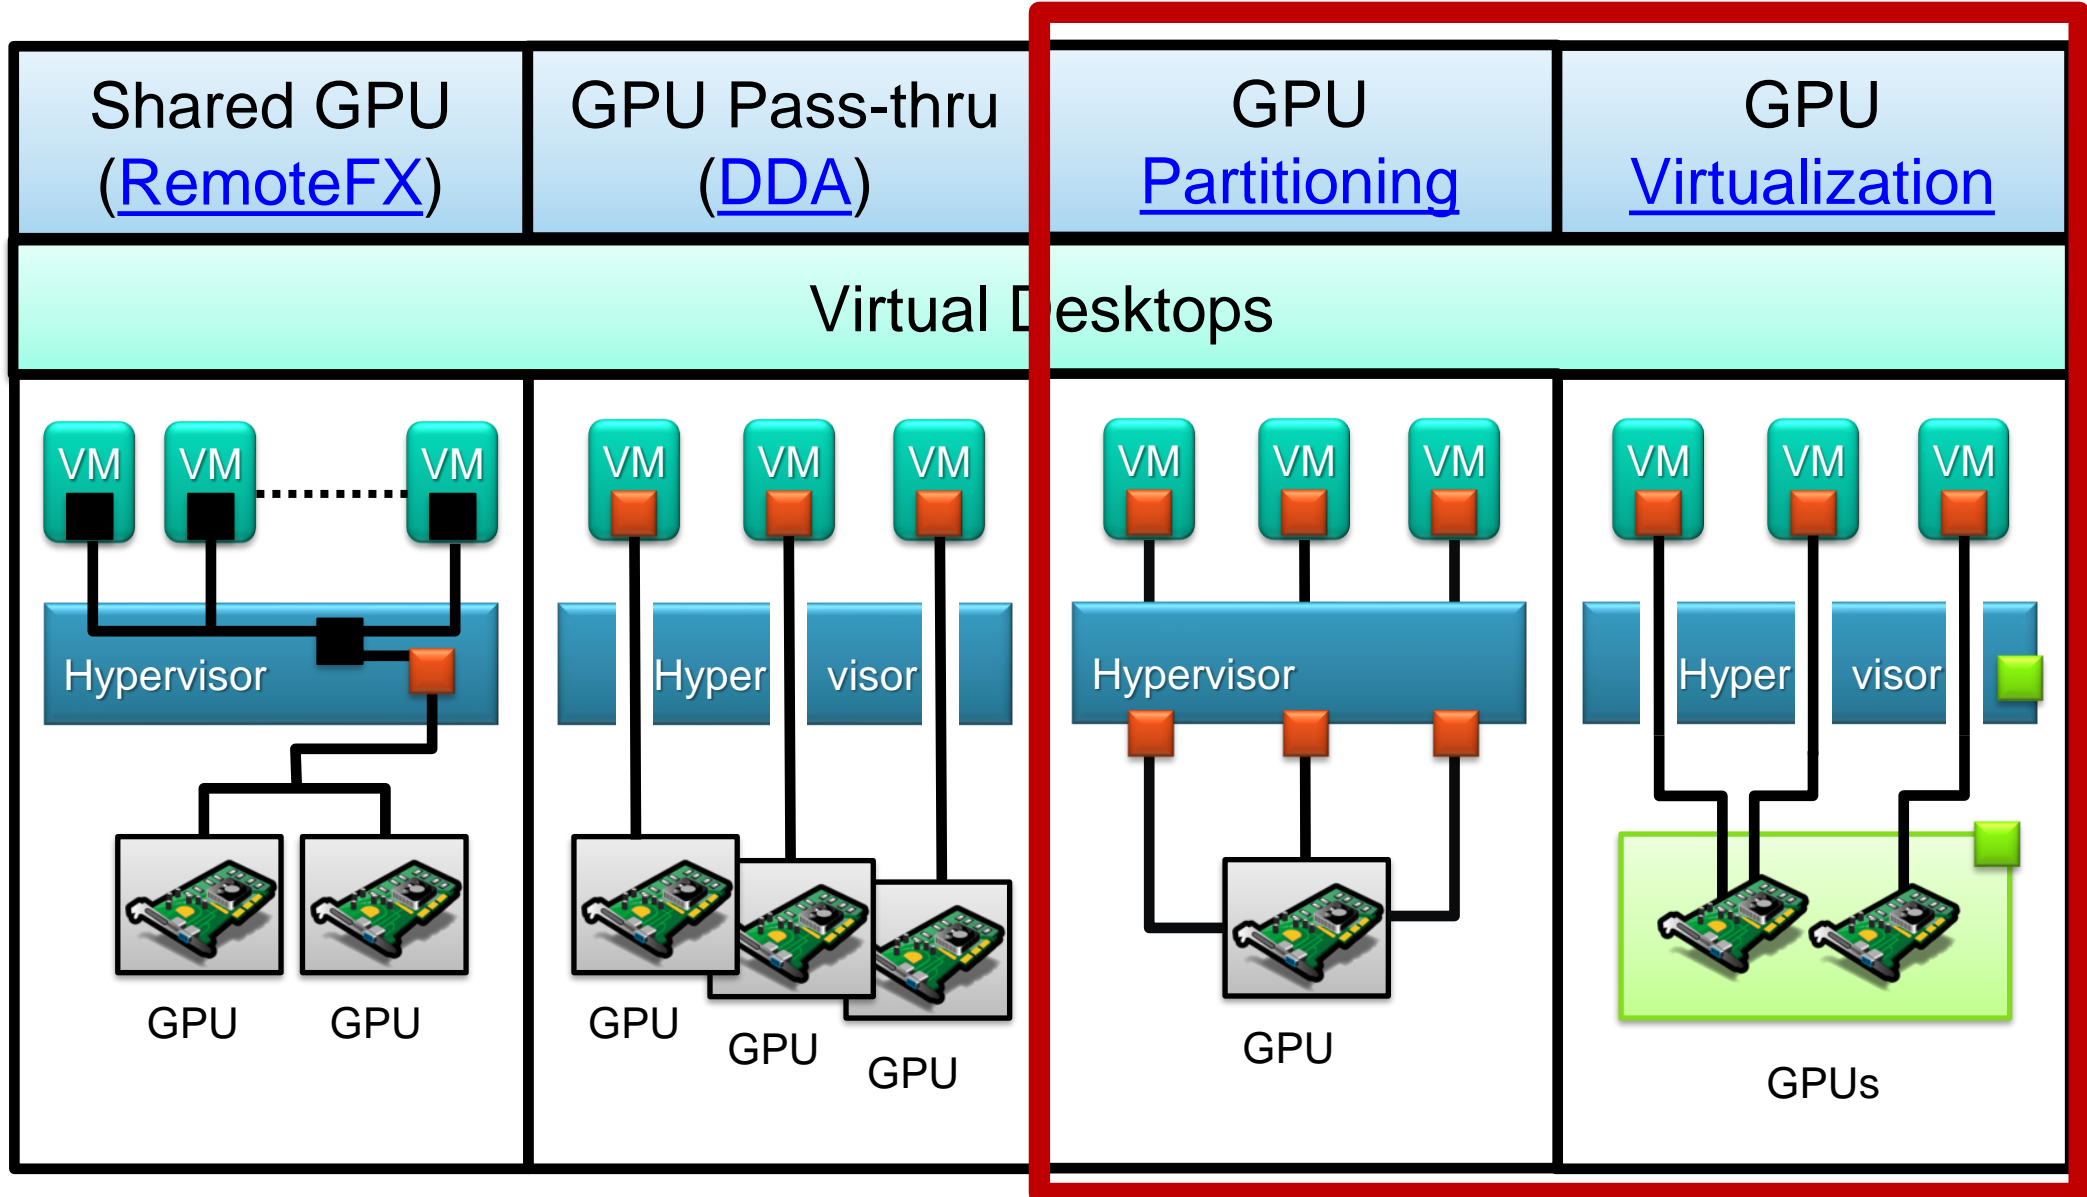 Shared GPU
(RemoteFX)
GPU Pass-thru
(DDA)
GPU
Partitioning
GPU
Virtualization
Virtual Desktops
VM VM VM
Hypervisor
GPU GPU
VM VM VM
Hyper visor
GPU
GPU
GPU
VM VM VM
Hypervisor
GPU
VM VM VM
Hyper visor
GPUs